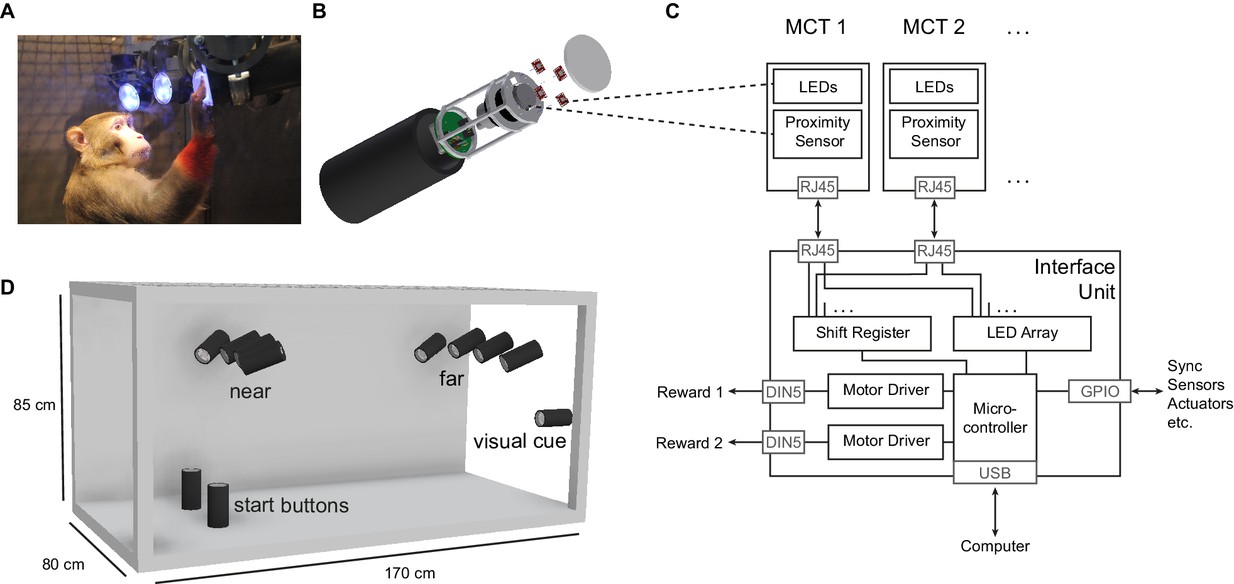 A
B
C
MCT 1
MCT 2
...
LEDs
LEDs
Proximity
Sensor
Proximity
Sensor
...
RJ45
RJ45
RJ45
RJ45
Interface
Unit
...
...
Shift Register
LED Array
Reward 1
DIN5
Motor Driver
Micro-
controller
GPIO
Sync
Sensors
Actuators
etc.
Reward 2
DIN5
Motor Driver
USB
Computer
D
near
far
visual cue
start buttons
85 cm
80 cm
170 cm